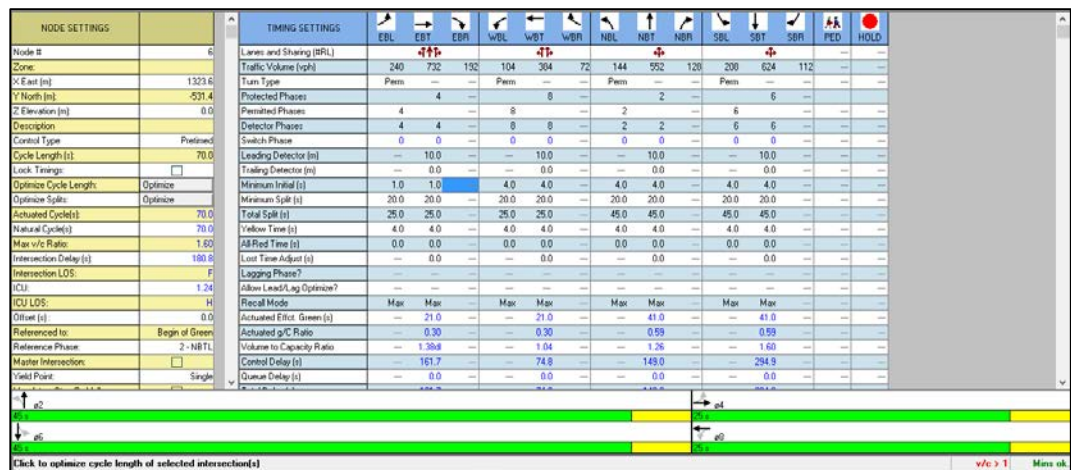 NODE SETTINGS
Node # 6
Zone:
X East (m): 1323.6
Y North (m): -531.4
Z Elevation (m): 0.0
Description
Control Type Pretimed
Cycle Length (s): 70.0
Lock Timings:
Optimize Cycle Length: Optimize
Optimize Splits: Optimize
Actuated Cycle(s): 70.0
Natural Cycle(s): 70.0
Max v/c Ratio: 1.60
Intersection Delay (s): 180.8
Intersection LOS: F
ICU: 1.24
ICU LOS: H
Offset (s) : 0.0
Referenced to: Begin of Green
Reference Phase: 2 - NBTL
Master Intersection:
Yield Point: Single
TIMING SETTINGS EBL EBT EBR WBL WBT WBR NBL NBT NBR SBL SBT SBR PED HOLD
Lanes and Sharing (#RL) — —
Traffic Volume (vph) 240 732 192 104 384 72 144 552 128 208 624 112 — —
Turn Type Perm — — Perm — — Perm — — Perm — — — —
Protected Phases 4 — 8 — 2 — 6 — — —
Permitted Phases 4 — 8 — 2 — 6 — — —
Detector Phases 4 4 — 8 8 — 2 2 — 6 6 — — —
Switch Phase 0 0 — 0 0 — 0 0 — 0 0 — — —
Leading Detector (m) — 10.0 — — 10.0 — — 10.0 — — 10.0 — — —
Trailing Detector (m) — 0.0 — — 0.0 — — 0.0 — — 0.0 — — —
Minimum Initial (s) 1.0 1.0 4.0 4.0 — 4.0 4.0 — 4.0 4.0 — — —
Minimum Split (s) 20.0 20.0 — 20.0 20.0 — 20.0 20.0 — 20.0 20.0 — — —
Total Split (s) 25.0 25.0 — 25.0 25.0 — 45.0 45.0 — 45.0 45.0 — — —
Yellow Time (s) 4.0 4.0 — 4.0 4.0 — 4.0 4.0 — 4.0 4.0 — — —
All-Red Time (s) 0.0 0.0 — 0.0 0.0 — 0.0 0.0 — 0.0 0.0 — — —
Lost Time Adjust (s) — 0.0 — — 0.0 — — 0.0 — — 0.0 — — —
Lagging Phase? — — — — — — — — — — — — — —
Allow Lead/Lag Optimize? — — — — — — — — — — — — — —
Recall Mode Max Max — Max Max — Max Max — Max Max — — —
Actuated Effct. Green (s) — 21.0 — — 21.0 — — 41.0 — — 41.0 — — —
Actuated g/C Ratio — 0.30 — — 0.30 — — 0.59 — — 0.59 — — —
Volume to Capacity Ratio — 1.38dl — — 1.04 — — 1.26 — — 1.60 — — —
Control Delay (s) — 161.7 — — 74.8 — — 149.0 — — 294.9 — — —
Queue Delay (s) — 0.0 — — 0.0 — — 0.0 — — 0.0 — — —
ø2 ø4
45 s 25 s
ø6 ø8
45 s 25 s
Click to optimize cycle length of selected intersection(s) v/c > 1 Mins ok.